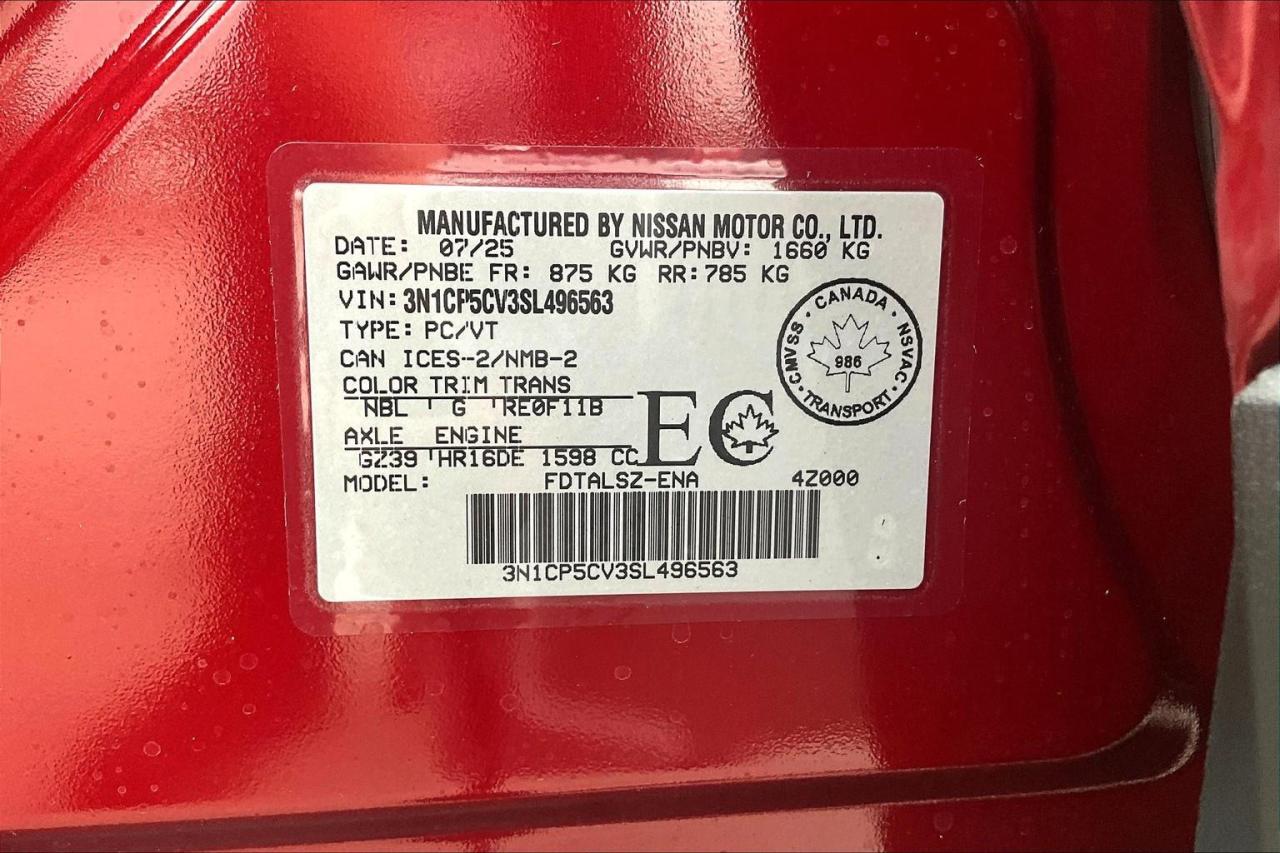 MANUFACTURED BY NISSAN MOTOR CO., LTD.
DATE: 07/25 GVWR/PNBV: 1660 KG
GAWR/PNBE FR: 875 KG RR: 785 KG
VIN: 3N1CP5CV3SL496563
TYPE: PC/VT
CAN ICES-2/NMB-2
COLOR TRIM TRANS
NBL G RE0F11B
AXLE ENGINE
GZ39 HR16DE 1598 CC
MODEL: FDTALSZ-ENA 4Z000
3N1CP5CV3SL496563
EC
CANADA · NSVAC · TRANSPORT · CMVSS ·
986